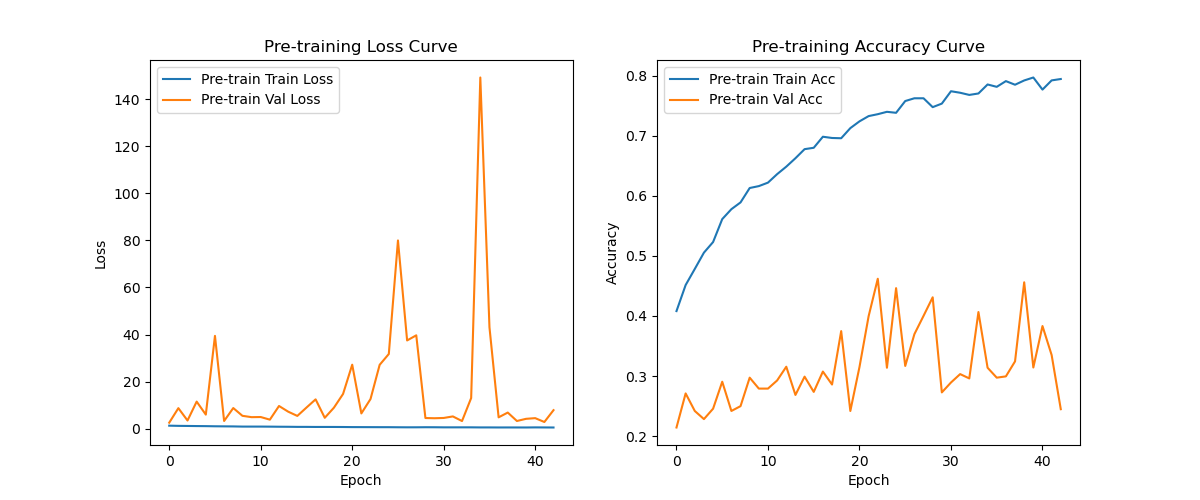 Pre-training Loss Curve
Pre-train Train Loss
Pre-train Val Loss
Loss
140
120
100
80
60
40
20
0
0
10
20
30
40
Epoch
Pre-training Accuracy Curve
Pre-train Train Acc
Pre-train Val Acc
Accuracy
0.8
0.7
0.6
0.5
0.4
0.3
0.2
0
10
20
30
40
Epoch